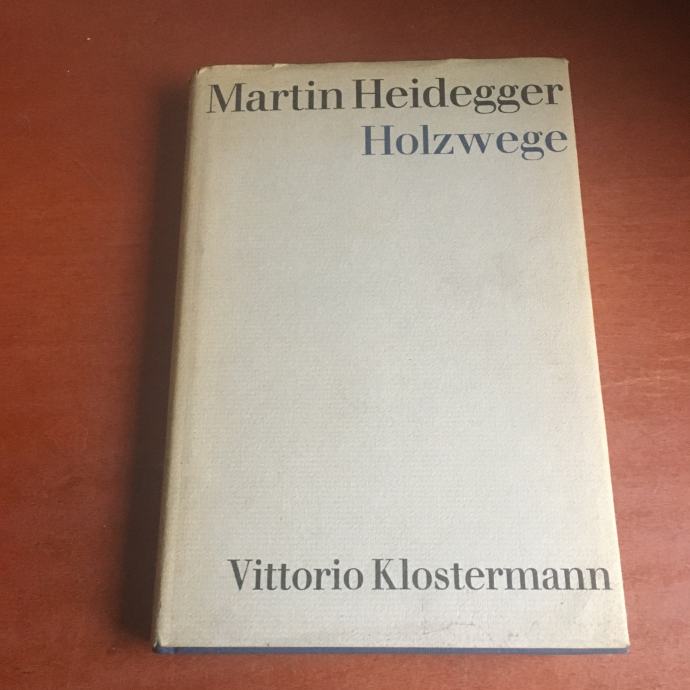 Martin Heidegger
Holzwege
Vittorio Klostermann